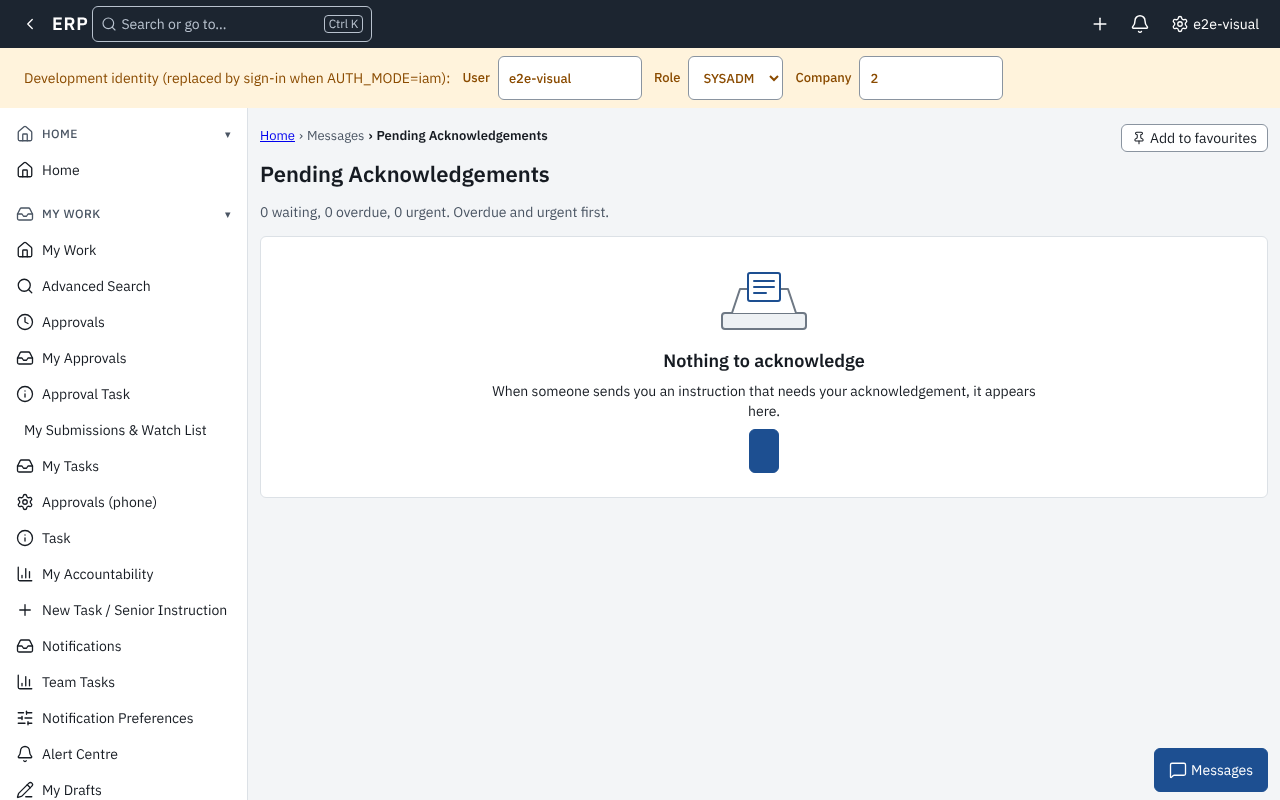 ERP
Search or go to...
Ctrl K
e2e-visual
Development identity (replaced by sign-in when AUTH_MODE=iam):
User
e2e-visual
Role
SYSADM
Company
2
HOME
Home
MY WORK
My Work
Advanced Search
Approvals
My Approvals
Approval Task
My Submissions & Watch List
My Tasks
Approvals (phone)
Task
My Accountability
New Task / Senior Instruction
Notifications
Team Tasks
Notification Preferences
Alert Centre
My Drafts
Home › Messages › Pending Acknowledgements
Add to favourites
Pending Acknowledgements
0 waiting, 0 overdue, 0 urgent. Overdue and urgent first.
Nothing to acknowledge
When someone sends you an instruction that needs your acknowledgement, it appears
here.
Messages